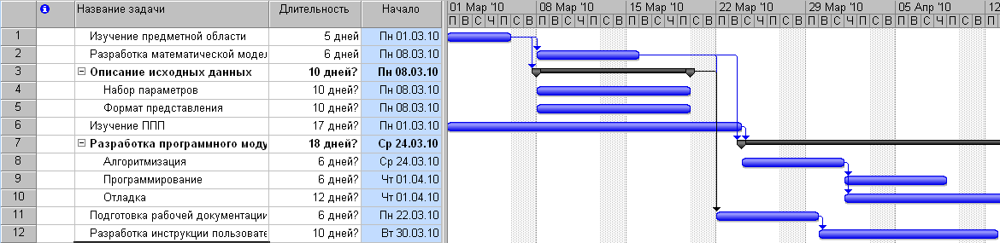 Название задачи Длительность Начало 01 Мар '10 08 Мар '10 15 Мар '10 22 Мар '10 29 Мар '10 05 Апр '10 12
П В С Ч П С В П В С Ч П С В П В С Ч П С В П В С Ч П С В П В С Ч П С В П В С Ч П С В П
1 Изучение предметной области 5 дней Пн 01.03.10
2 Разработка математической модел 6 дней Пн 08.03.10
3 Описание исходных данных 10 дней? Пн 08.03.10
4 Набор параметров 10 дней? Пн 08.03.10
5 Формат представления 10 дней? Пн 08.03.10
6 Изучение ППП 17 дней? Пн 01.03.10
7 Разработка программного моду 18 дней? Ср 24.03.10
8 Алгоритмизация 6 дней? Ср 24.03.10
9 Программирование 6 дней? Чт 01.04.10
10 Отладка 12 дней? Чт 01.04.10
11 Подготовка рабочей документации 6 дней? Пн 22.03.10
12 Разработка инструкции пользовате 10 дней? Вт 30.03.10